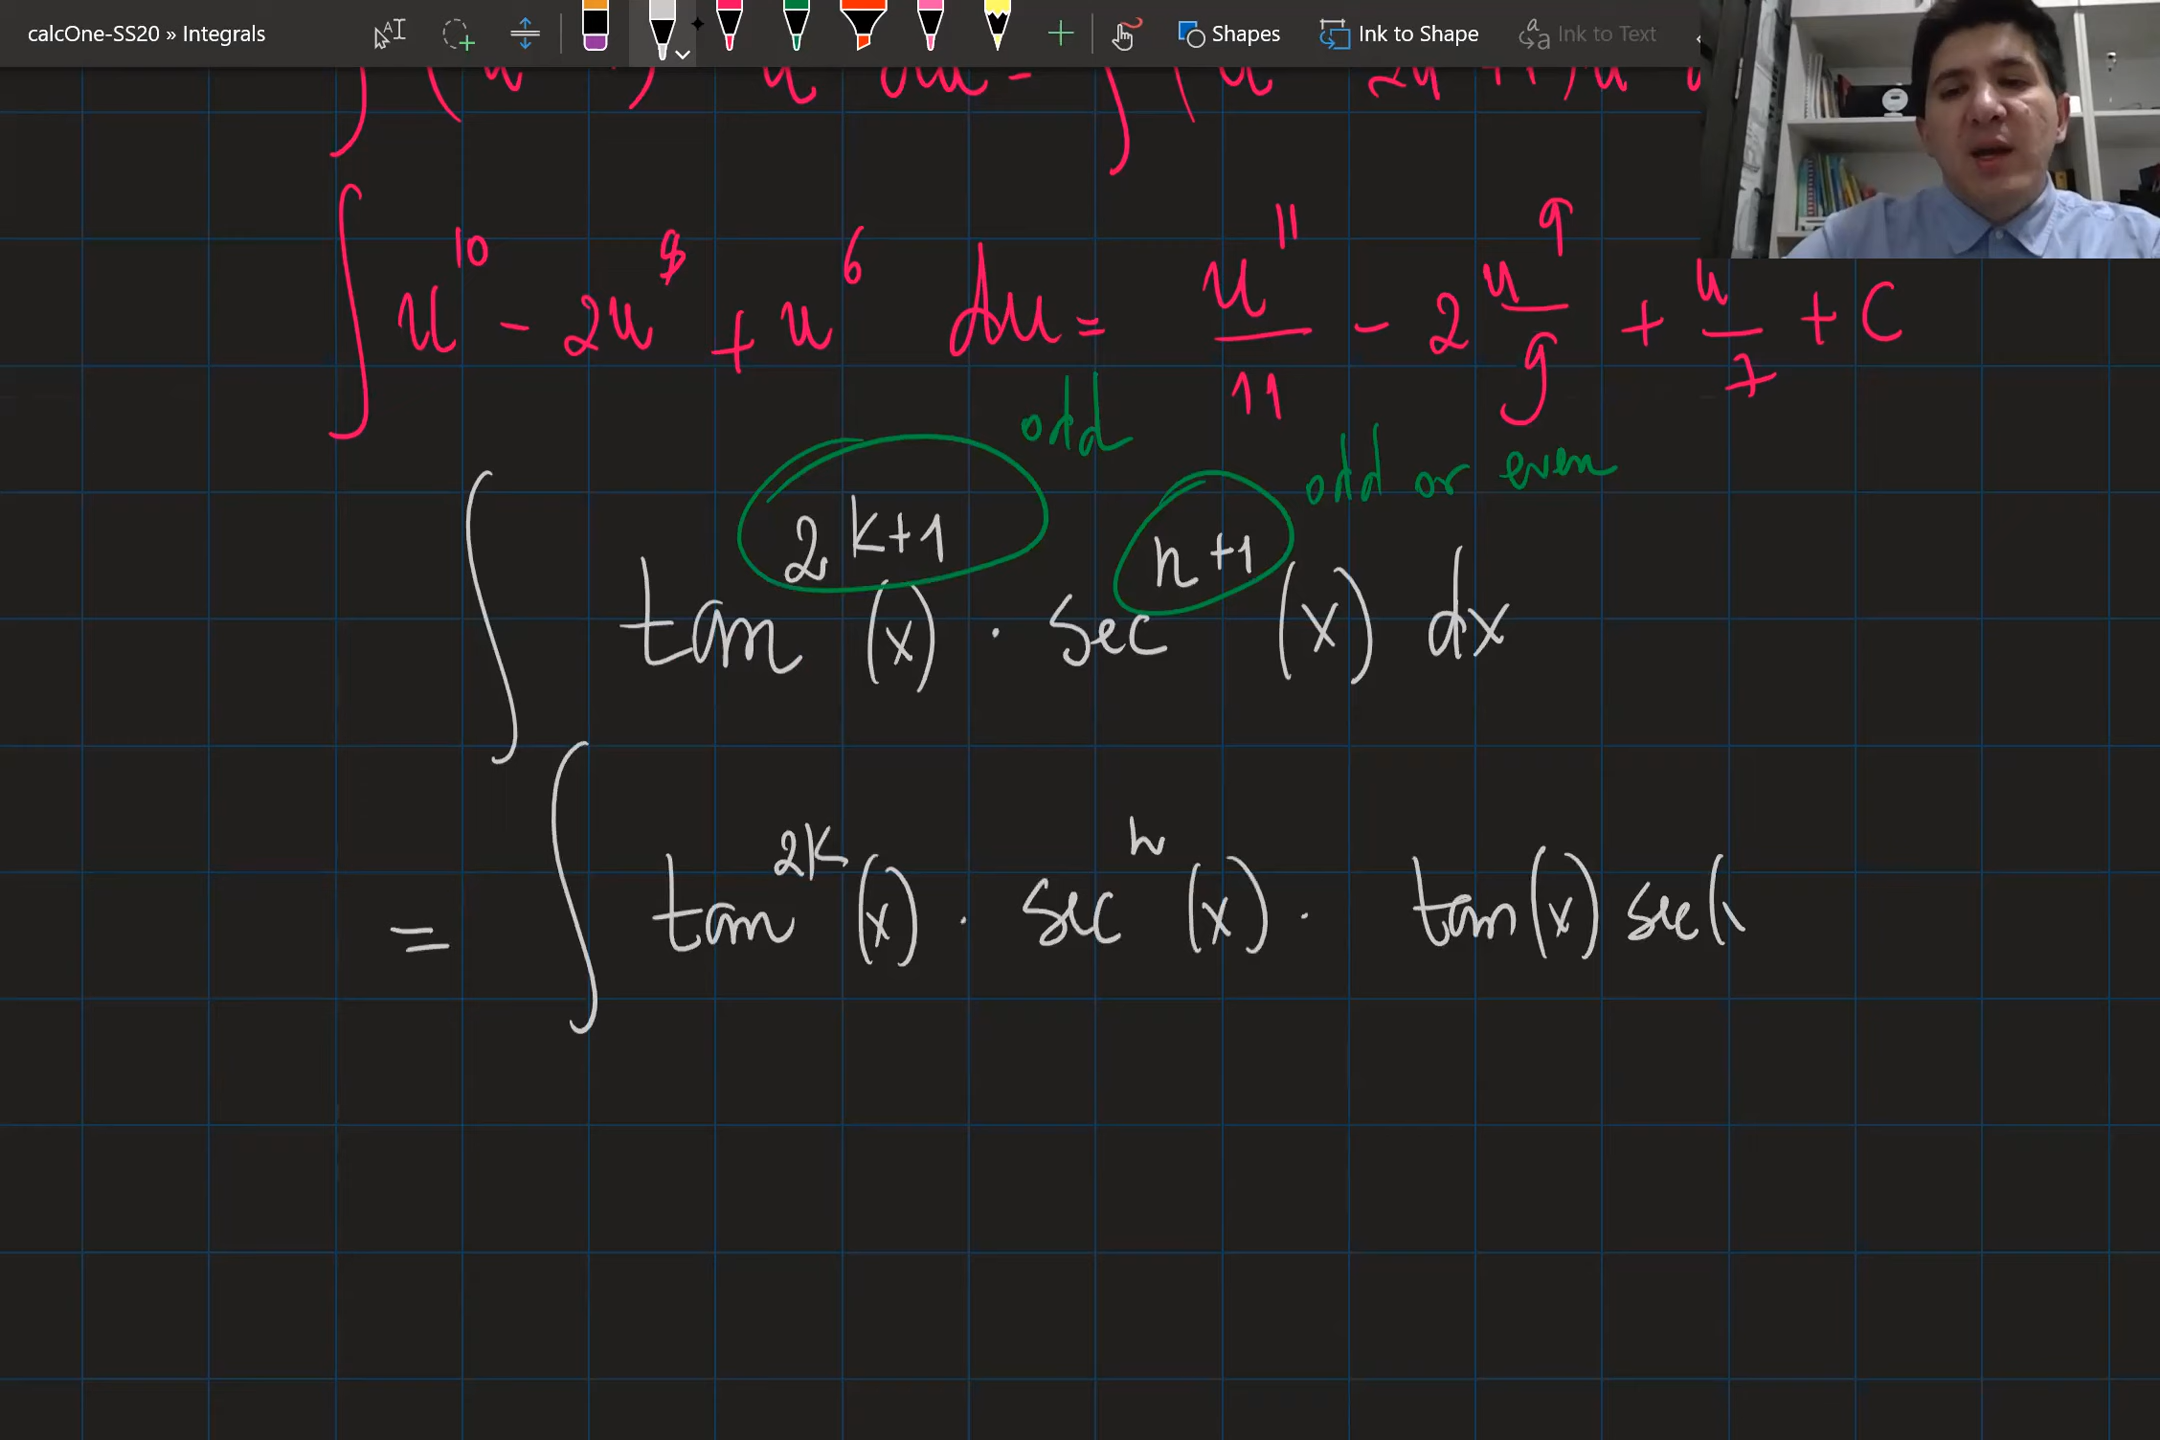 calcOne-SS20 » Integrals Shapes Ink to Shape Ink to Text
∫ u^10 - 2u^8 + u^6 du = u^11/11 - 2 u^9/9 + u/7 + C
odd
odd or even
∫ tan^2k+1 (x) · sec^n+1 (x) dx
= ∫ tan^2k (x) · sec^n (x) · tan(x) sec(